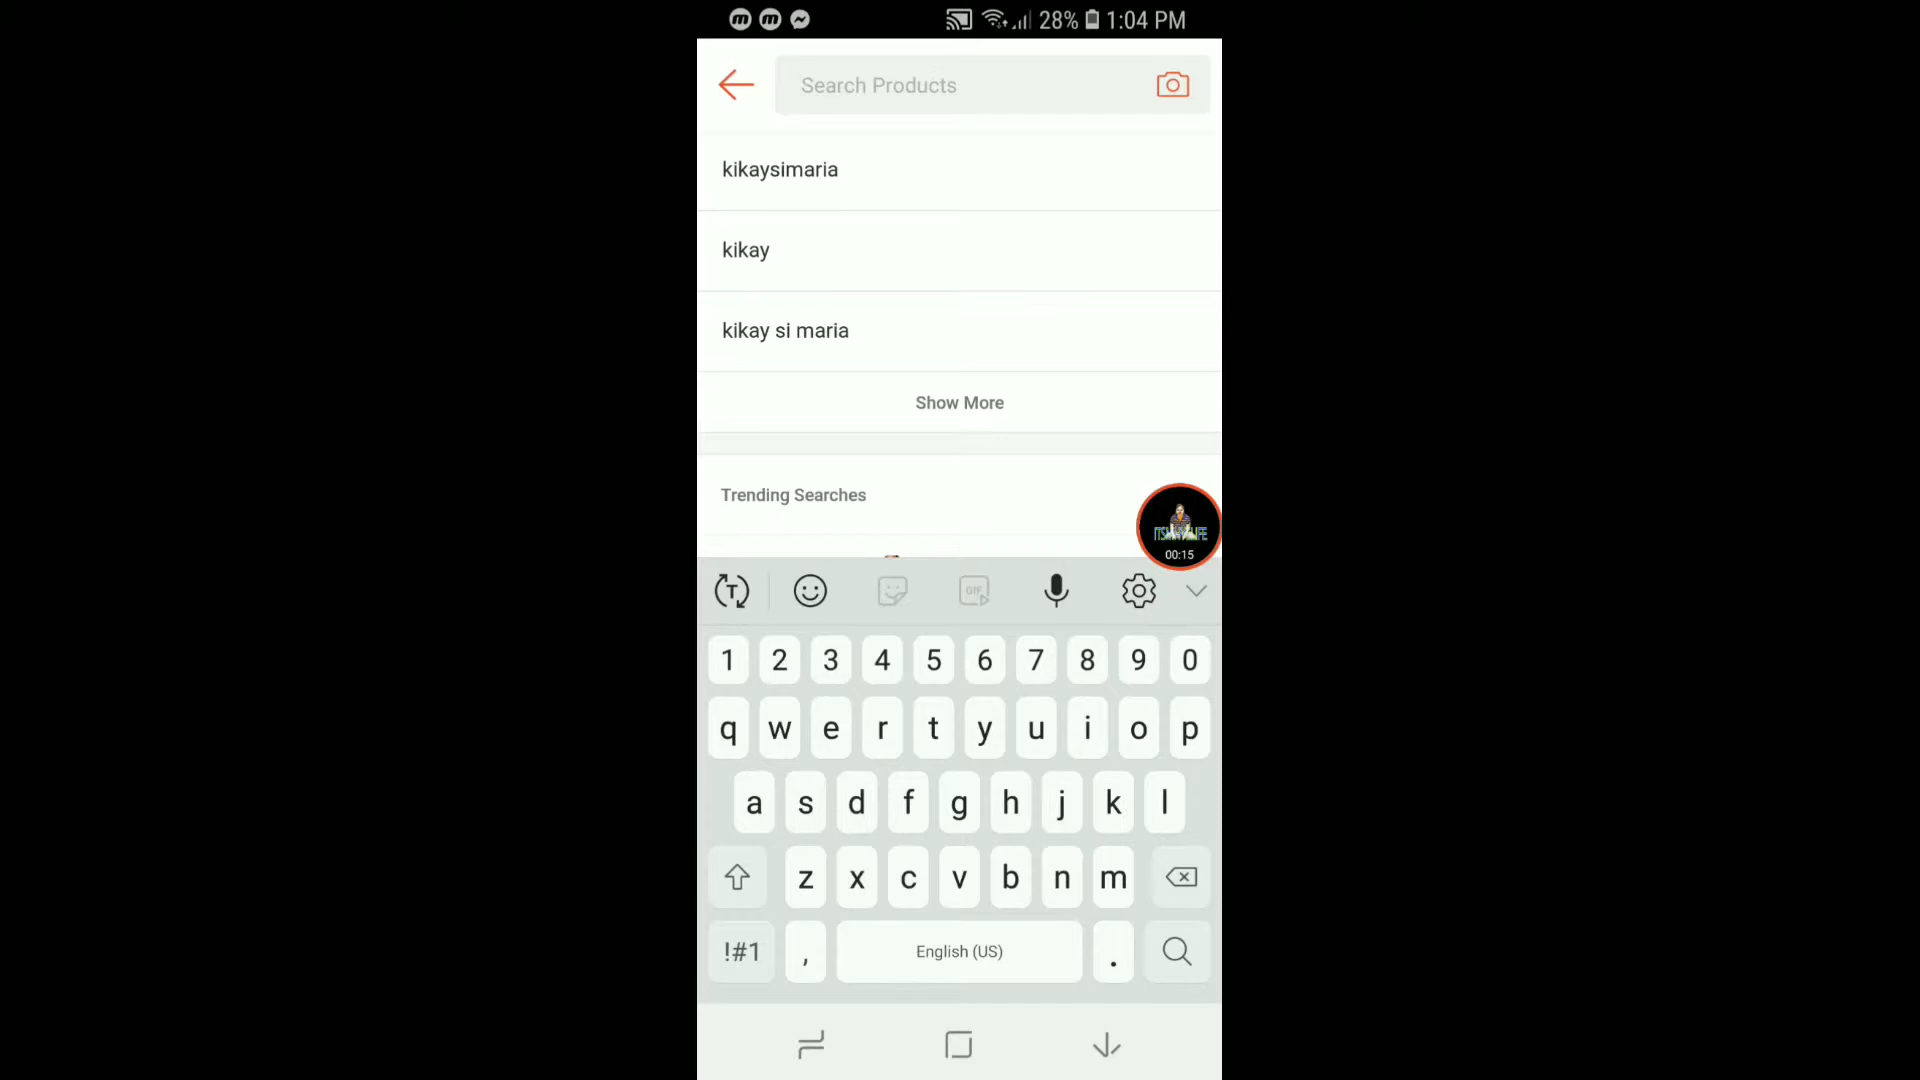 28% 1:04 PM
Search Products
kikaysimaria
kikay
kikay si maria
Show More
Trending Searches
00:15
GIF
1 2 3 4 5 6 7 8 9 0
q w e r t y u i o p
a s d f g h j k l
z x c v b n m
!#1 , English (US) .